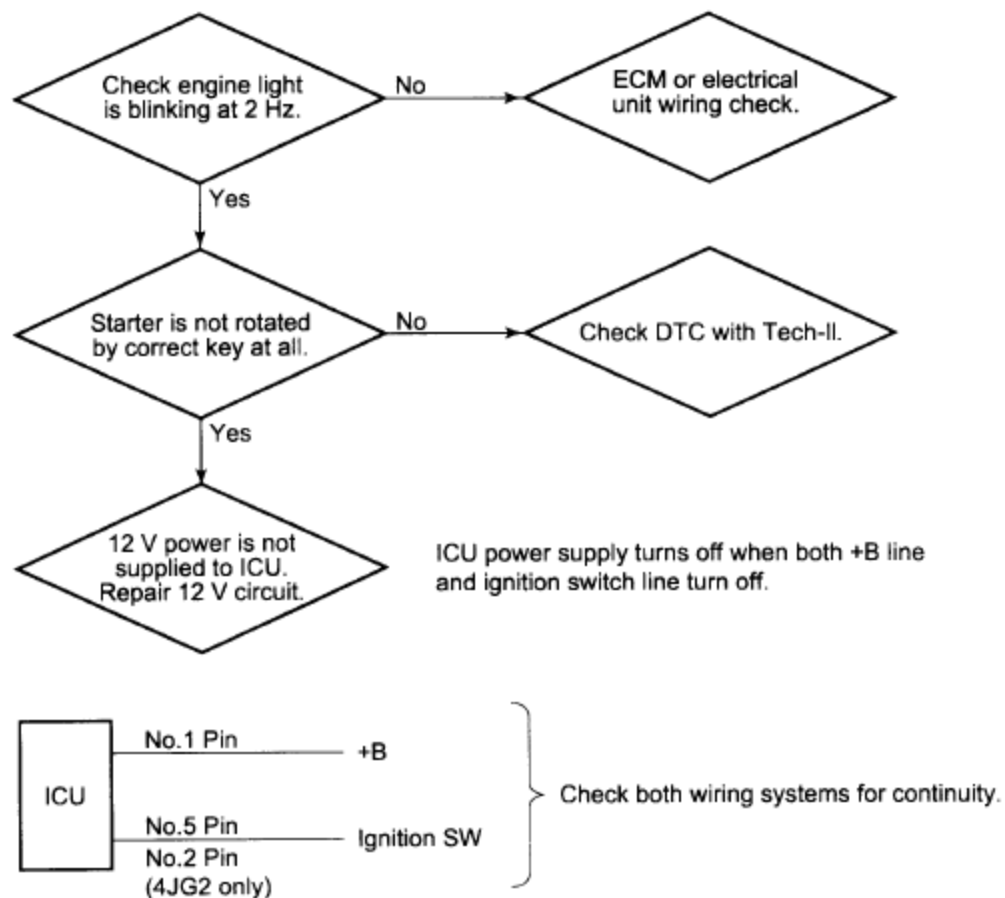 Check engine light
is blinking at 2 Hz.
No
ECM or electrical
unit wiring check.
Yes
Starter is not rotated
by correct key at all.
No
Check DTC with Tech-II.
Yes
12 V power is not
supplied to ICU.
Repair 12 V circuit.
ICU power supply turns off when both +B line
and ignition switch line turn off.
ICU
No.1 Pin
+B
No.5 Pin
Ignition SW
No.2 Pin
(4JG2 only)
Check both wiring systems for continuity.